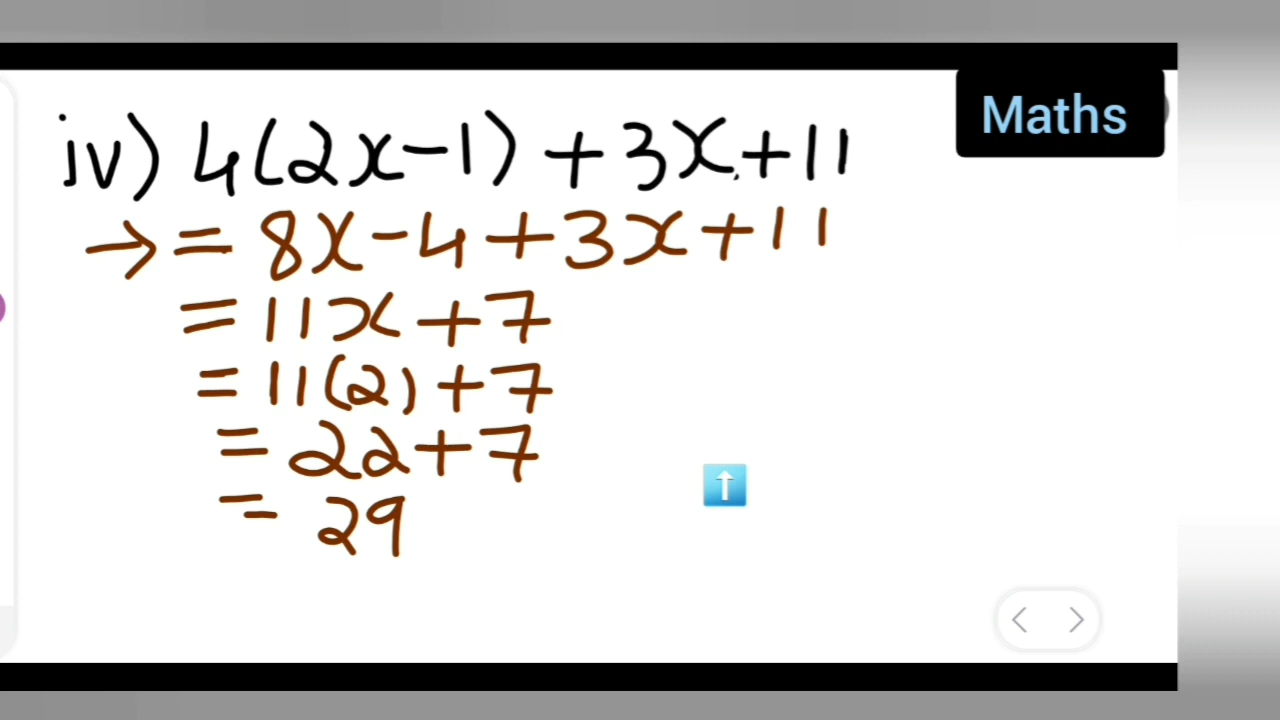 Maths
iv) 4(2x-1) + 3x + 11
→ = 8x - 4 + 3x + 11
= 11x + 7
= 11(2) + 7
= 22 + 7
= 29